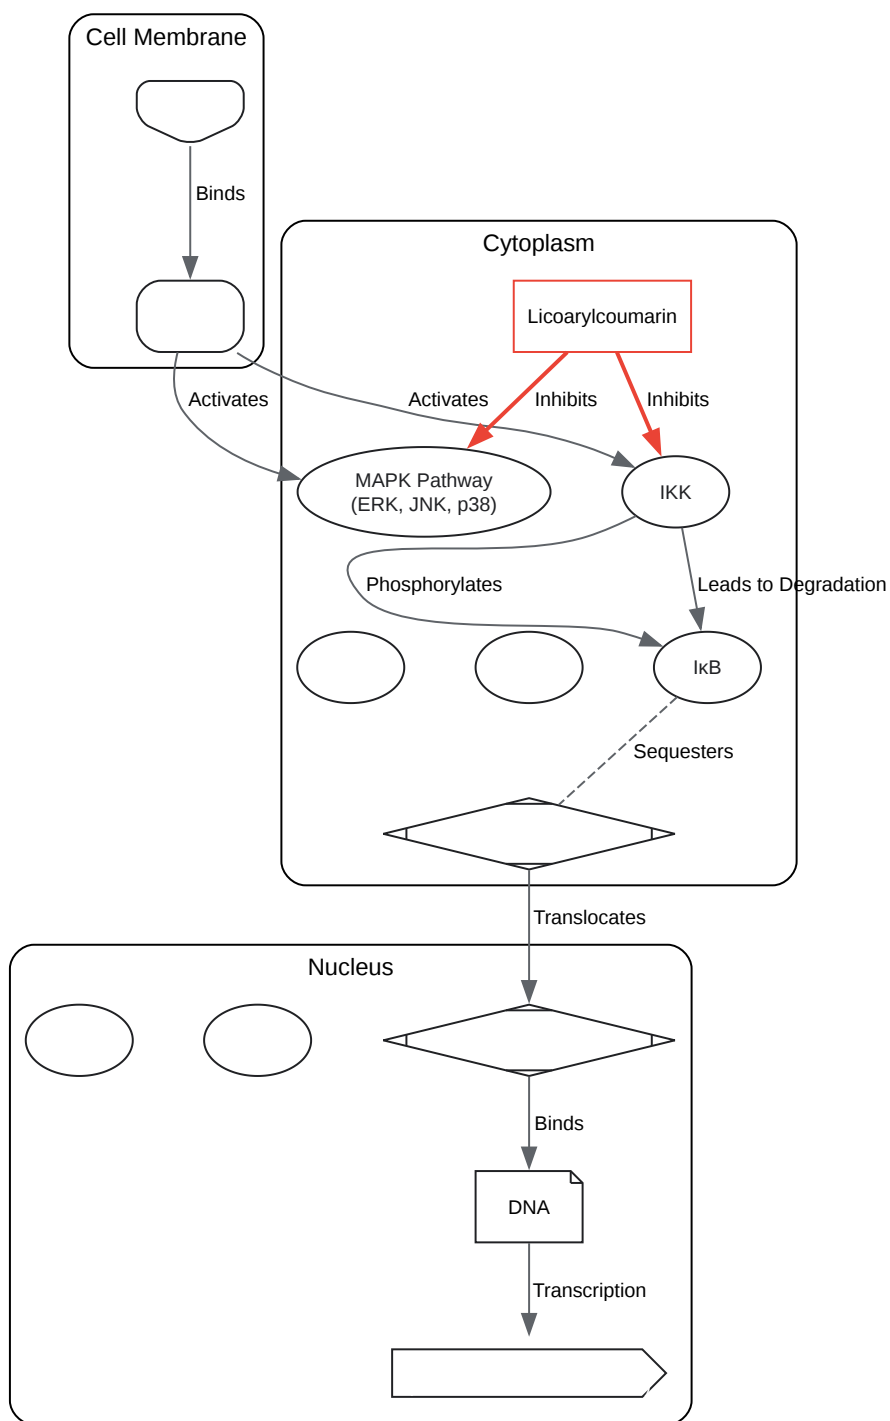 Cell Membrane
Binds
Cytoplasm
Licoarylcoumarin
Activates
Activates
Inhibits
Inhibits
MAPK Pathway
(ERK, JNK, p38)
IKK
Phosphorylates
Leads to Degradation
IκB
Sequesters
Translocates
Nucleus
Binds
DNA
Transcription